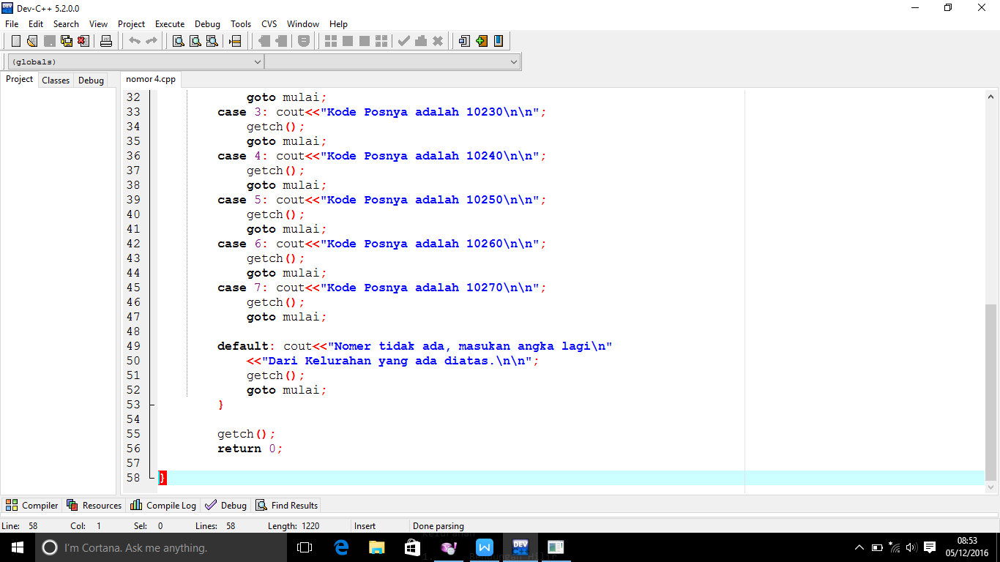 Dev-C++ 5.2.0.0
File Edit Search View Project Execute Debug Tools CVS Window Help
(globals)
Project Classes Debug nomor 4.cpp
32 goto mulai;
33 case 3: cout<<"Kode Posnya adalah 10230\n\n";
34 getch();
35 goto mulai;
36 case 4: cout<<"Kode Posnya adalah 10240\n\n";
37 getch();
38 goto mulai;
39 case 5: cout<<"Kode Posnya adalah 10250\n\n";
40 getch();
41 goto mulai;
42 case 6: cout<<"Kode Posnya adalah 10260\n\n";
43 getch();
44 goto mulai;
45 case 7: cout<<"Kode Posnya adalah 10270\n\n";
46 getch();
47 goto mulai;
48
49 default: cout<<"Nomer tidak ada, masukan angka lagi\n"
50 <<"Dari Kelurahan yang ada diatas.\n\n";
51 getch();
52 goto mulai;
53 }
54
55 getch();
56 return 0;
57
58 }
Compiler Resources Compile Log Debug Find Results
Line: 58 Col: 1 Sel: 0 Lines: 58 Length: 1220 Insert Done parsing
Kelurahan
I'm Cortana. Ask me anything.
08:53
05/12/2016